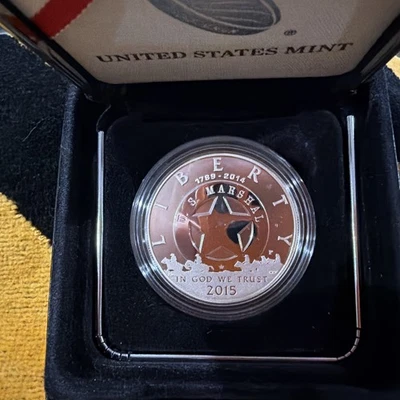 UNITED STATES MINT
®
LIBERTY
1789 - 2014
U.S. MARSHAL
IN GOD WE TRUST
2015
P